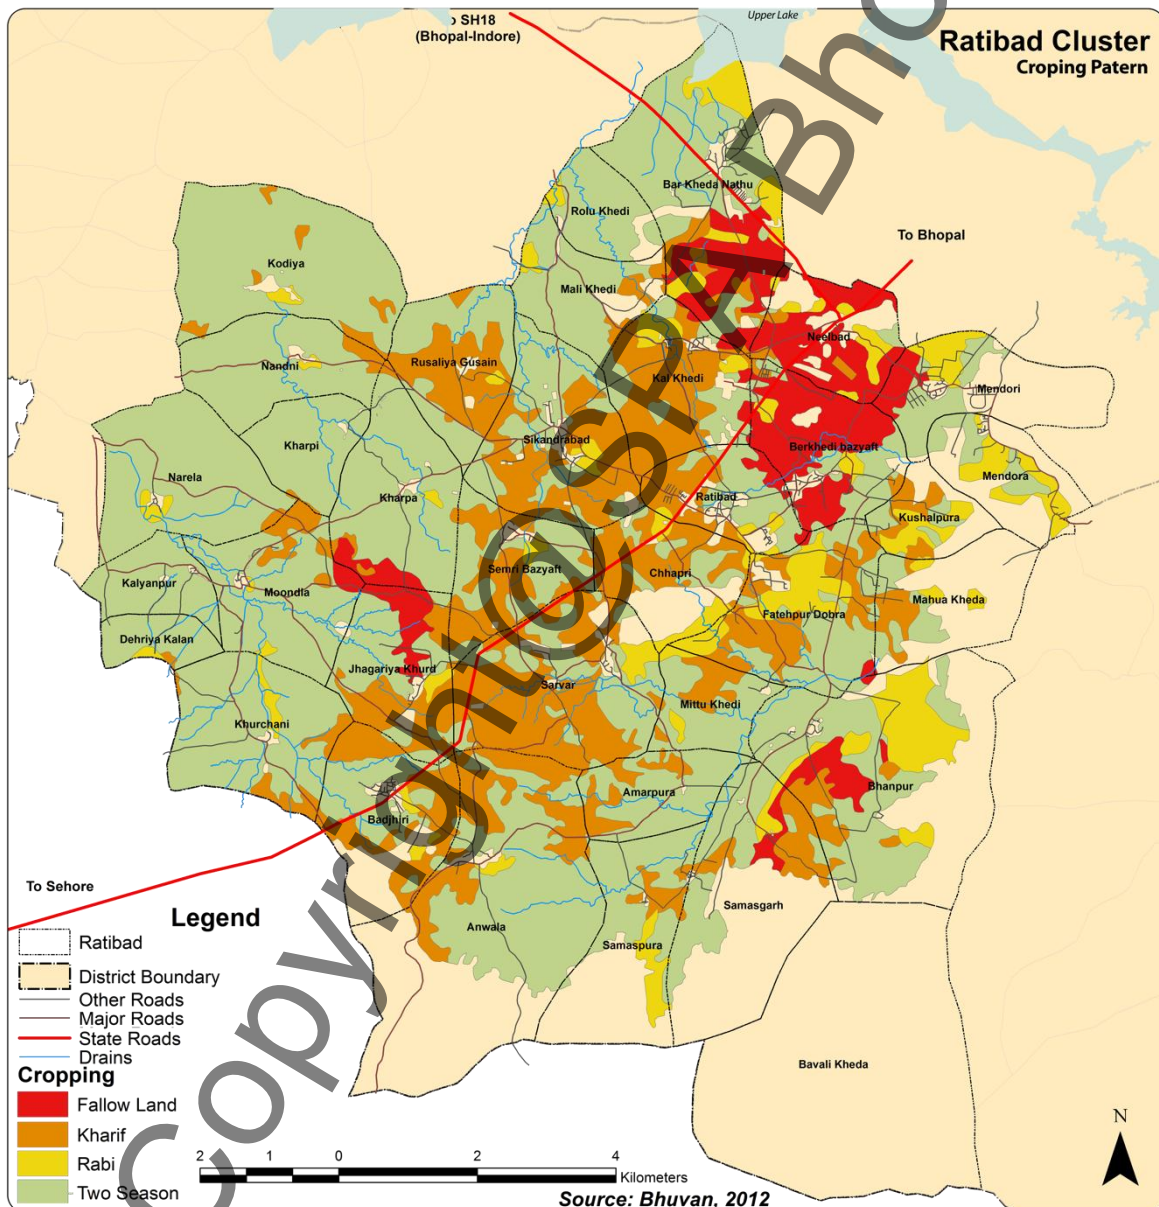 Upper Lake
o SH18
(Bhopal-Indore)
Ratibad Cluster
Croping Patern
Bar Kheda Nathu
Rolu Khedi
To Bhopal
Kodiya
Mali Khedi
Neelbad
Nandni
Rusaliya Gusain
Kal Khedi
Mendori
Kharpi
Sikandrabad
Berkhedi bazyaft
Narela
Kharpa
Ratibad
Mendora
Kushalpura
Semri Bazyaft
Chhapri
Kalyanpur
Moondla
Mahua Kheda
Fatehpur Dobra
Dehriya Kalan
Jhagariya Khurd
Sarvar
Mittu Khedi
Khurchani
Amarpura
Bhanpur
Badjhiri
To Sehore
Samasgarh
Anwala
Samaspura
Bavali Kheda
Legend
Ratibad
District Boundary
Other Roads
Major Roads
State Roads
Drains
Cropping
Fallow Land
Kharif
Rabi
Two Season
2 1 0 2 4
Kilometers
Source: Bhuvan, 2012
N
Copyright@SPA Bho